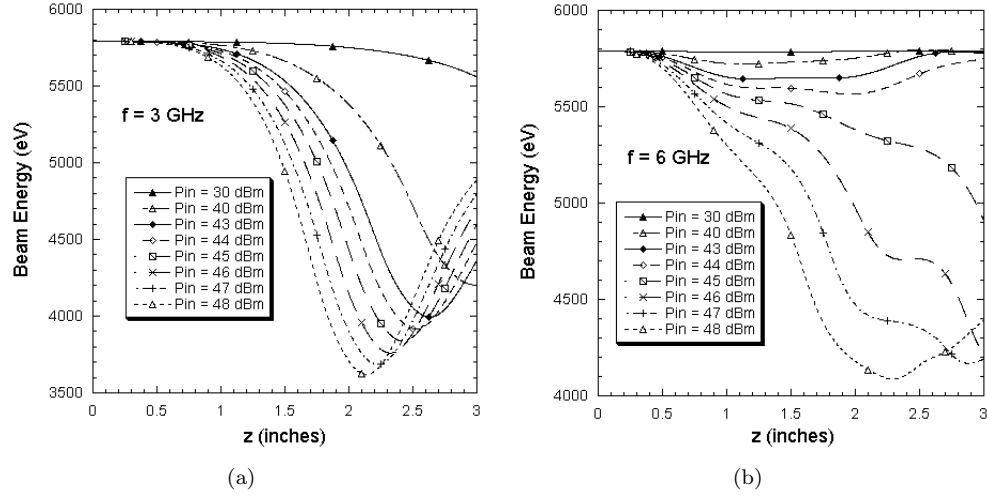 6000
5500
5000
4500
4000
3500
Beam Energy (eV)
f = 3 GHz
Pin = 30 dBm
Pin = 40 dBm
Pin = 43 dBm
Pin = 44 dBm
Pin = 45 dBm
Pin = 46 dBm
Pin = 47 dBm
Pin = 48 dBm
0 0.5 1 1.5 2 2.5 3
z (inches)
(a)
6000
5500
5000
4500
4000
Beam Energy (eV)
f = 6 GHz
Pin = 30 dBm
Pin = 40 dBm
Pin = 43 dBm
Pin = 44 dBm
Pin = 45 dBm
Pin = 46 dBm
Pin = 47 dBm
Pin = 48 dBm
0 0.5 1 1.5 2 2.5 3
z (inches)
(b)